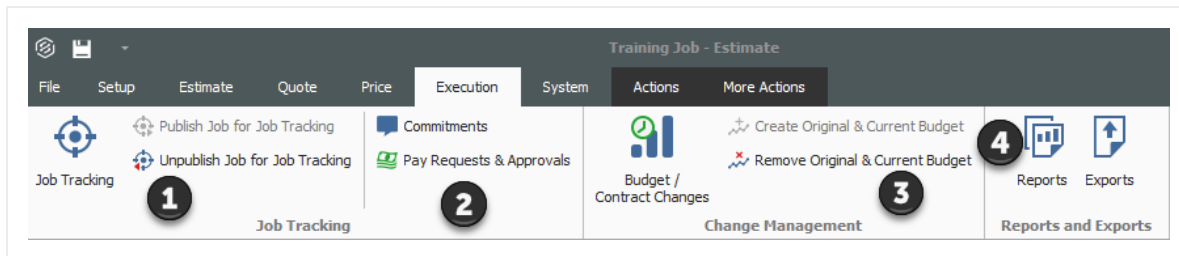 Training Job - Estimate
File Setup Estimate Quote Price Execution System Actions More Actions
Publish Job for Job Tracking
Unpublish Job for Job Tracking
Job Tracking
1
Commitments
Pay Requests & Approvals
2
Job Tracking
Budget /
Contract Changes
Create Original & Current Budget
Remove Original & Current Budget
3
Change Management
4
Reports Exports
Reports and Exports